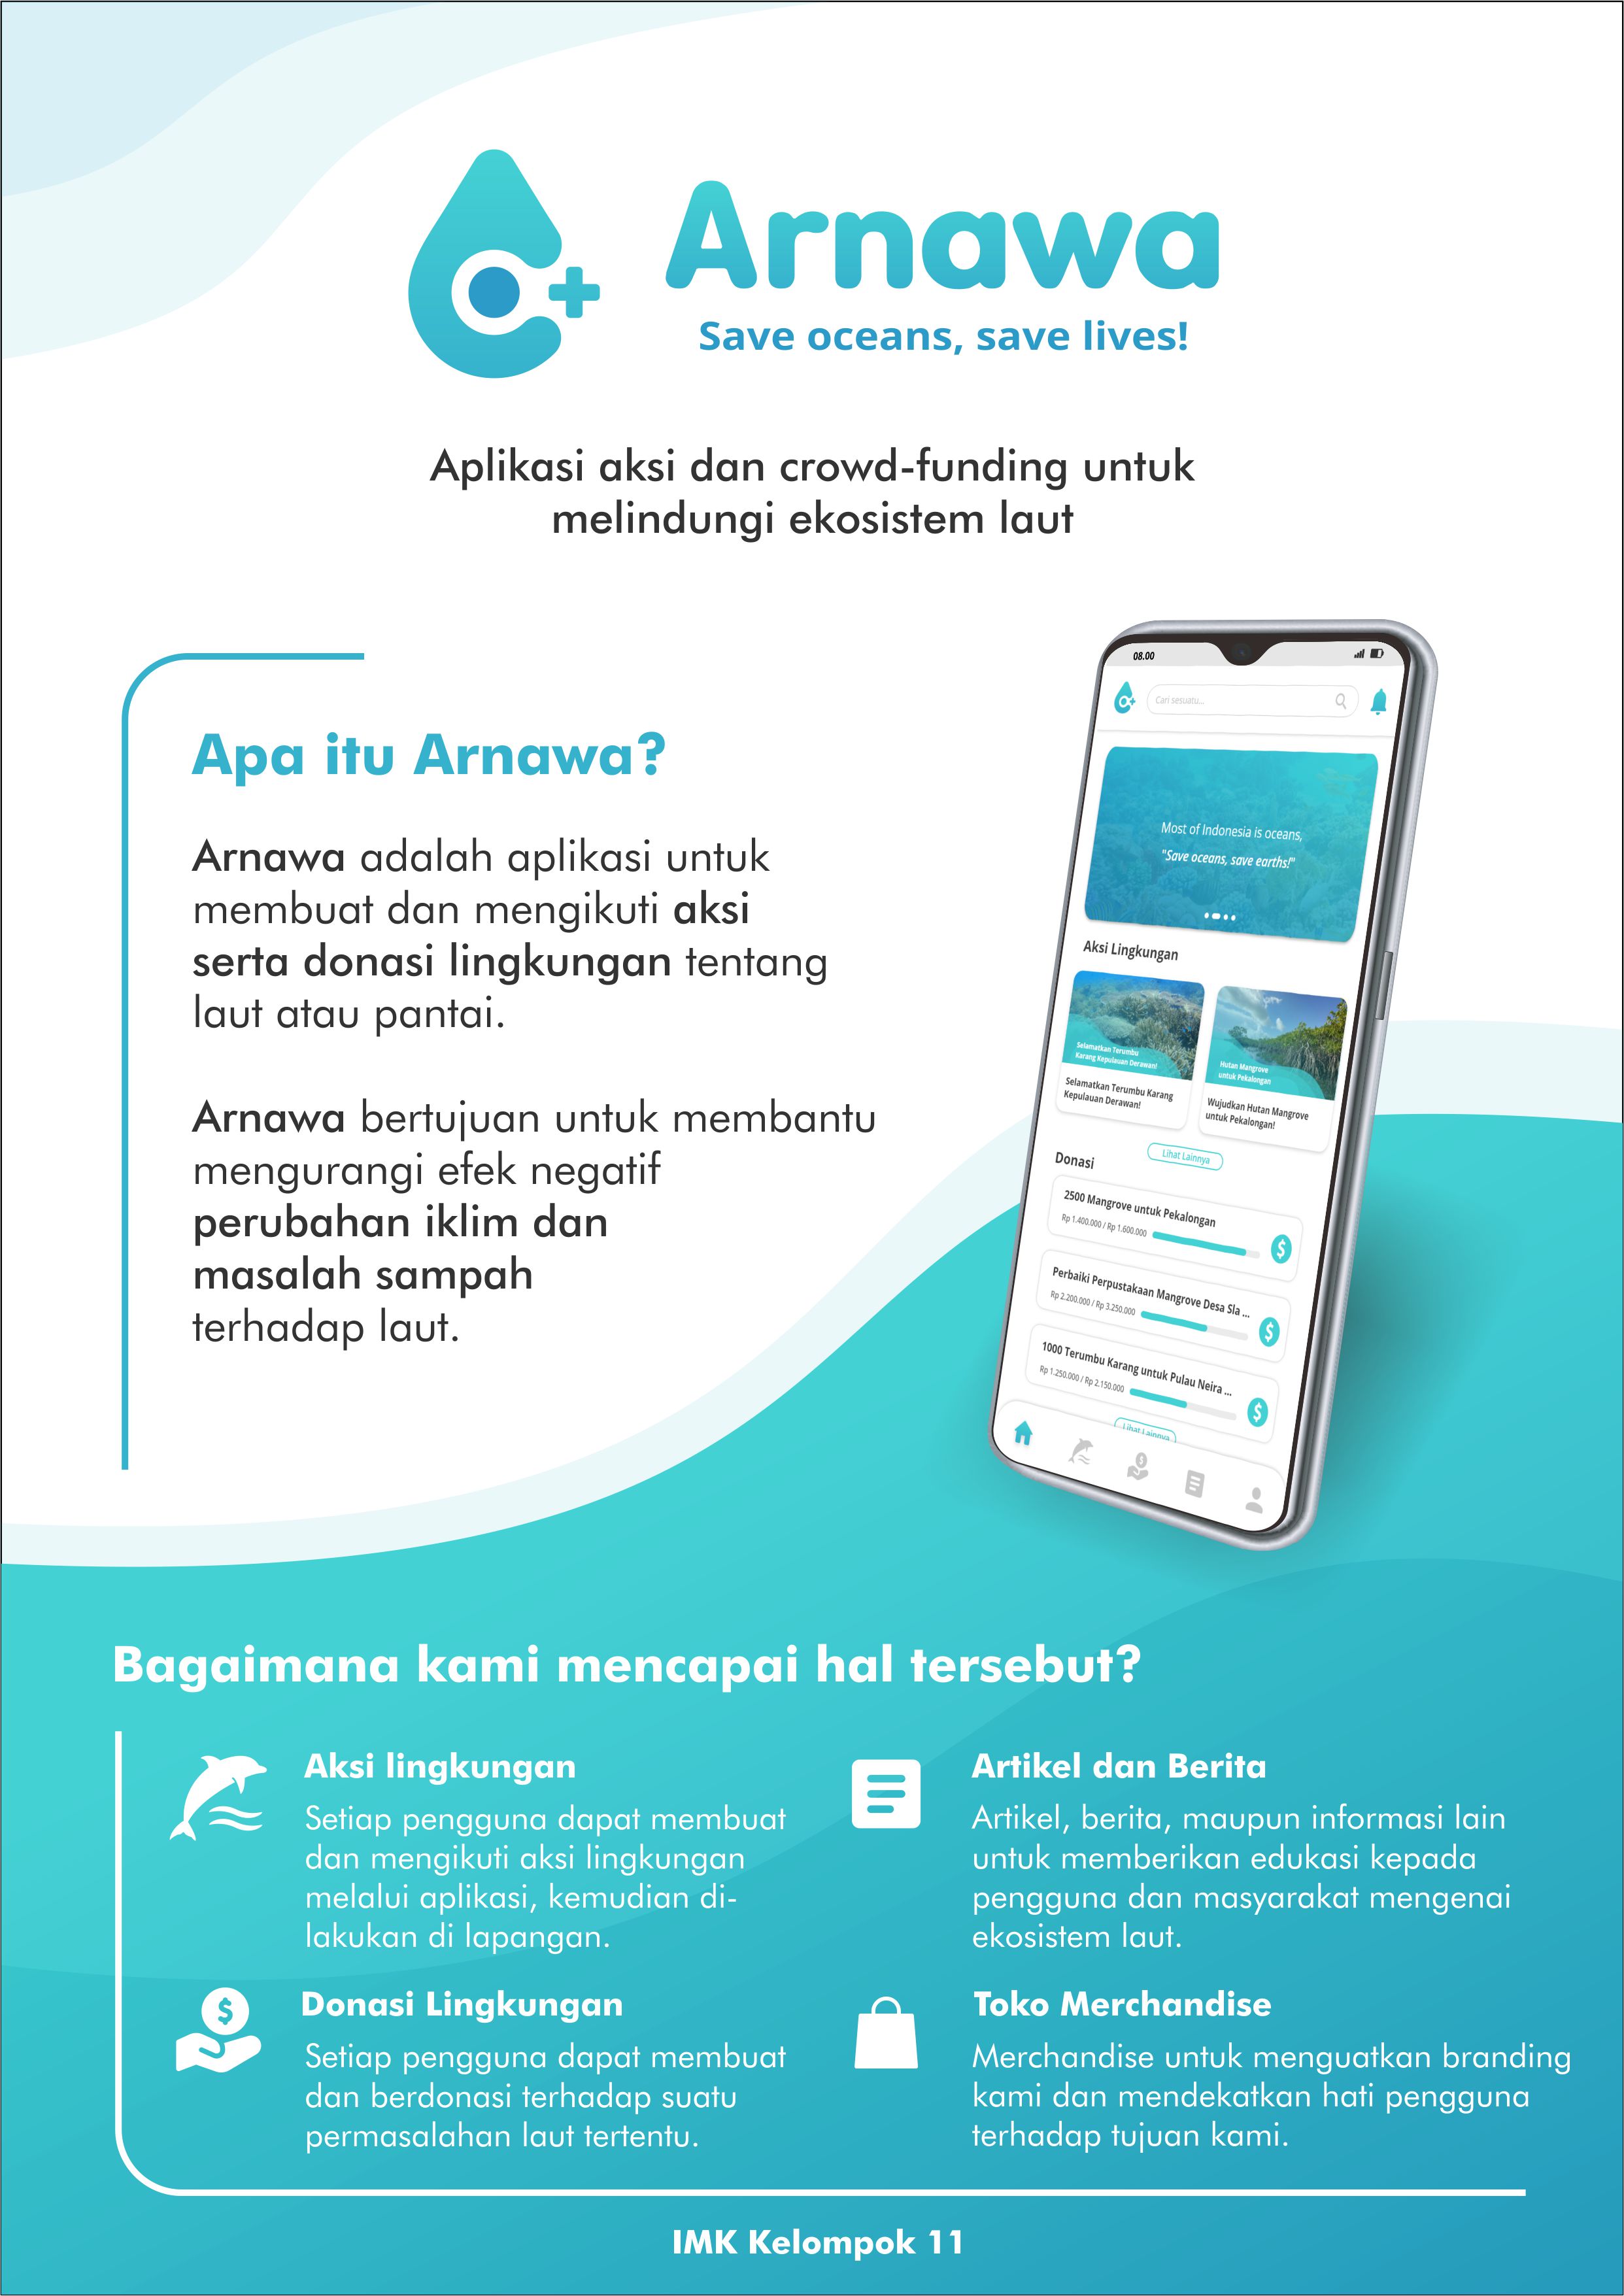 Arnawa
Save oceans, save lives!
Aplikasi aksi dan crowd-funding untuk
melindungi ekosistem laut
Apa itu Arnawa?
Arnawa adalah aplikasi untuk
membuat dan mengikuti aksi
serta donasi lingkungan tentang
laut atau pantai.
Arnawa bertujuan untuk membantu
mengurangi efek negatif
perubahan iklim dan
masalah sampah
terhadap laut.
08.00
Cari sesuatu...
Most of Indonesia is oceans,
"Save oceans, save earths!"
Aksi Lingkungan
Selamatkan Terumbu
Karang Kepulauan Derawan!
Selamatkan Terumbu Karang
Kepulauan Derawan!
Hutan Mangrove
untuk Pekalongan
Wujudkan Hutan Mangrove
untuk Pekalongan!
Lihat Lainnya
Donasi
2500 Mangrove untuk Pekalongan
Rp 1.400.000 / Rp 1.600.000
$
Perbaiki Perpustakaan Mangrove Desa Sla ...
Rp 2.200.000 / Rp 3.250.000
$
1000 Terumbu Karang untuk Pulau Neira ...
Rp 1.250.000 / Rp 2.150.000
$
Lihat Lainnya
Bagaimana kami mencapai hal tersebut?
Aksi lingkungan
Setiap pengguna dapat membuat
dan mengikuti aksi lingkungan
melalui aplikasi, kemudian di-
lakukan di lapangan.
Artikel dan Berita
Artikel, berita, maupun informasi lain
untuk memberikan edukasi kepada
pengguna dan masyarakat mengenai
ekosistem laut.
$
Donasi Lingkungan
Setiap pengguna dapat membuat
dan berdonasi terhadap suatu
permasalahan laut tertentu.
Toko Merchandise
Merchandise untuk menguatkan branding
kami dan mendekatkan hati pengguna
terhadap tujuan kami.
IMK Kelompok 11